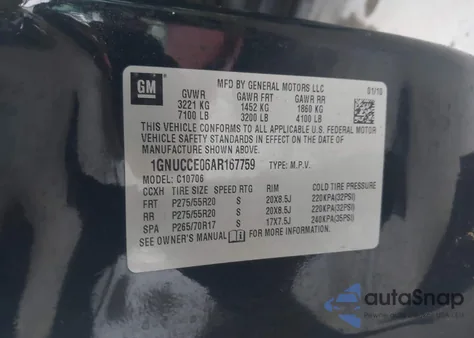 GM
MFD BY GENERAL MOTORS LLC
01/10
GVWR GAWR FRT GAWR RR
3221 KG 1452 KG 1860 KG
7100 LB 3200 LB 4100 LB
THIS VEHICLE CONFORMS TO ALL APPLICABLE U.S. FEDERAL MOTOR
VEHICLE SAFETY STANDARDS IN EFFECT ON THE DATE OF
MANUFACTURE SHOWN ABOVE.
1GNUCCE06AR167759 TYPE: M.P.V.
MODEL: C10706
CCXH TIRE SIZE SPEED RTG RIM COLD TIRE PRESSURE
FRT P275/55R20 S 20X8.5J 220KPA(32PSI)
RR P275/55R20 S 20X8.5J 220KPA(32PSI)
SPA P265/70R17 S 17X7.5J 240KPA(35PSI)
SEE OWNER'S MANUAL FOR MORE INFORMATION.
autoSnap